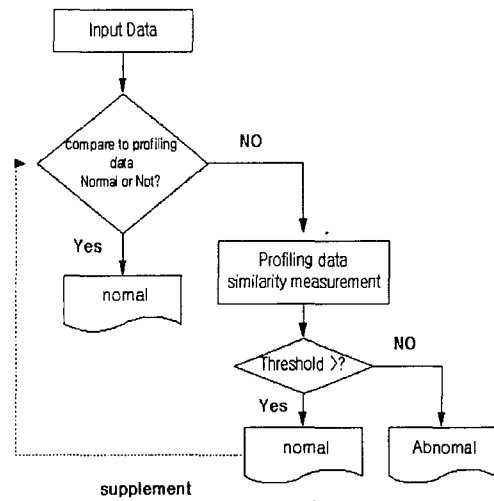 Input Data
Compare to profiling
data
Normal or Not?
NO
Yes
nomal
Profiling data
similarity measurement
Threshold >?
NO
Yes
nomal
Abnomal
supplement